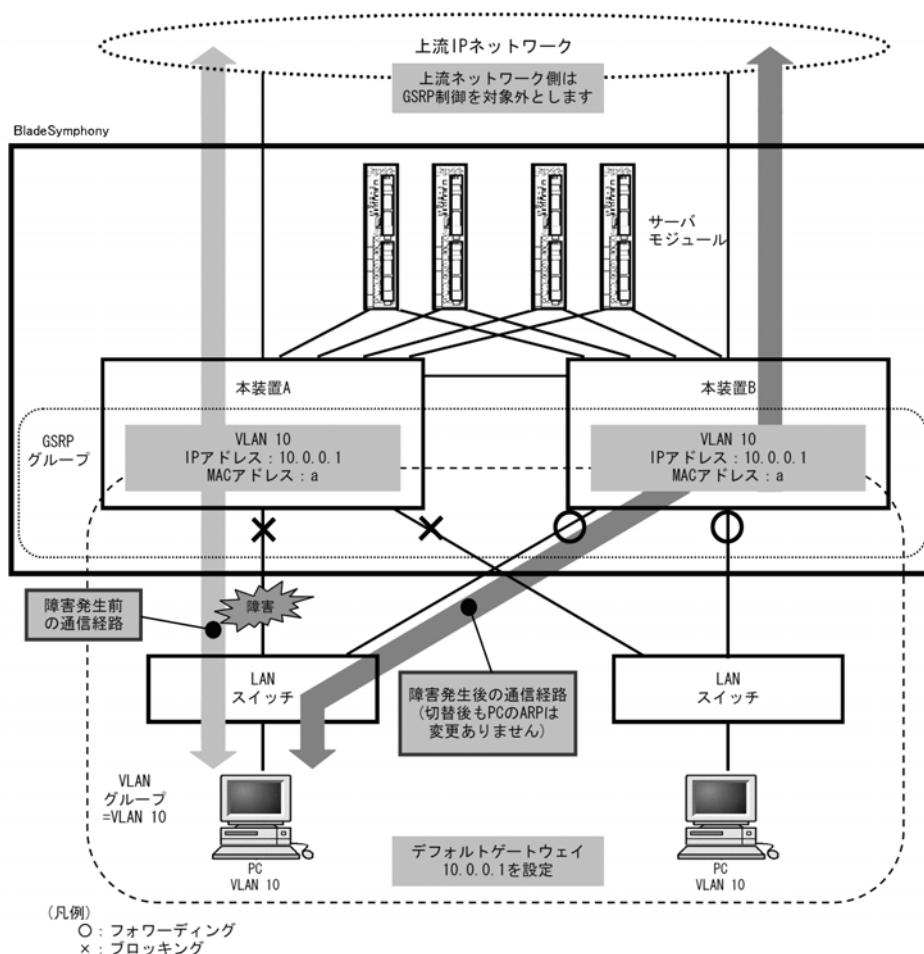 上流IPネットワーク
上流ネットワーク側は
GSRP制御を対象外とします
BladeSymphony
サーバ
モジュール
本装置A
本装置B
GSRP
グループ
VLAN 10
IPアドレス：10.0.0.1
MACアドレス：a
VLAN 10
IPアドレス：10.0.0.1
MACアドレス：a
障害発生前
の通信経路
障害
LAN
スイッチ
障害発生後の通信経路
(切替後もPCのARPは
変更ありません)
LAN
スイッチ
VLAN
グループ
=VLAN 10
PC
VLAN 10
デフォルトゲートウェイ
10.0.0.1を設定
PC
VLAN 10
(凡例)
○：フォワーディング
×：ブロッキング